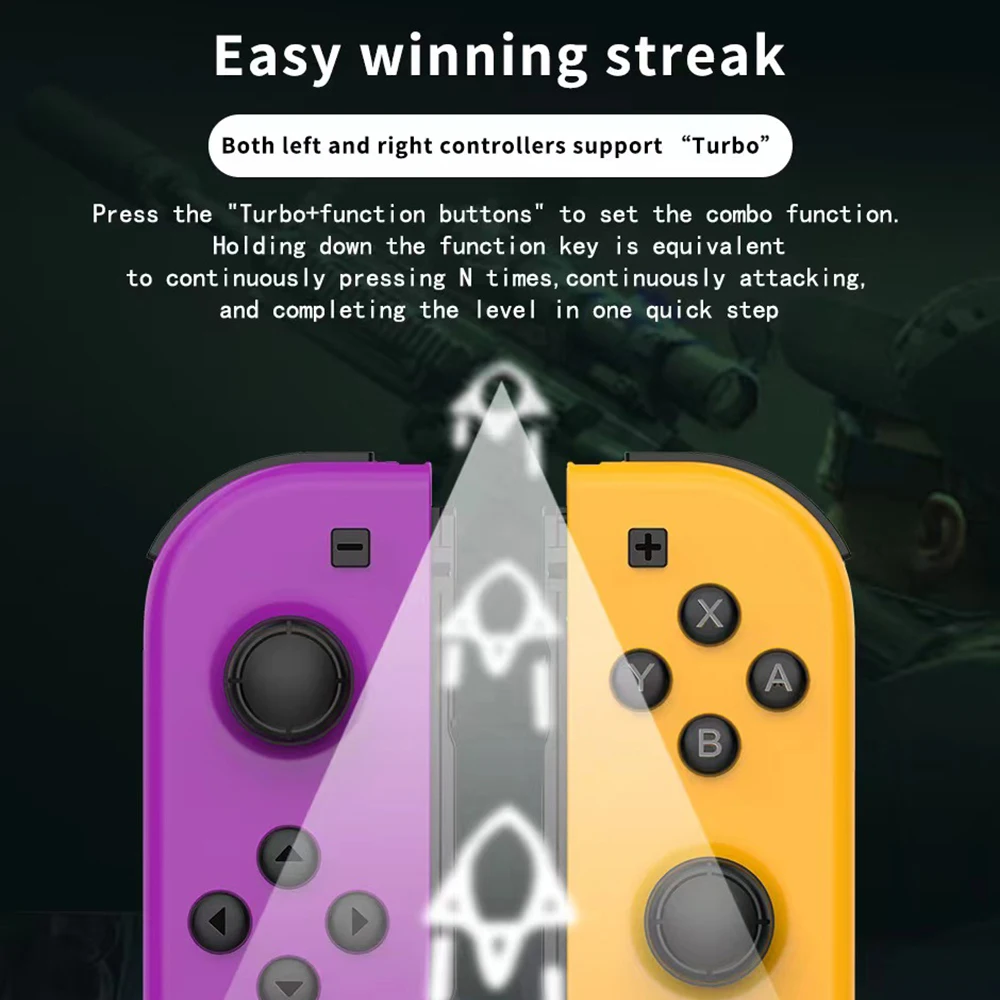 Easy winning streak
Both left and right controllers support “Turbo”
Press the "Turbo+function buttons" to set the combo function.
Holding down the function key is equivalent
to continuously pressing N times,continuously attacking,
and completing the level in one quick step
X
Y
A
B